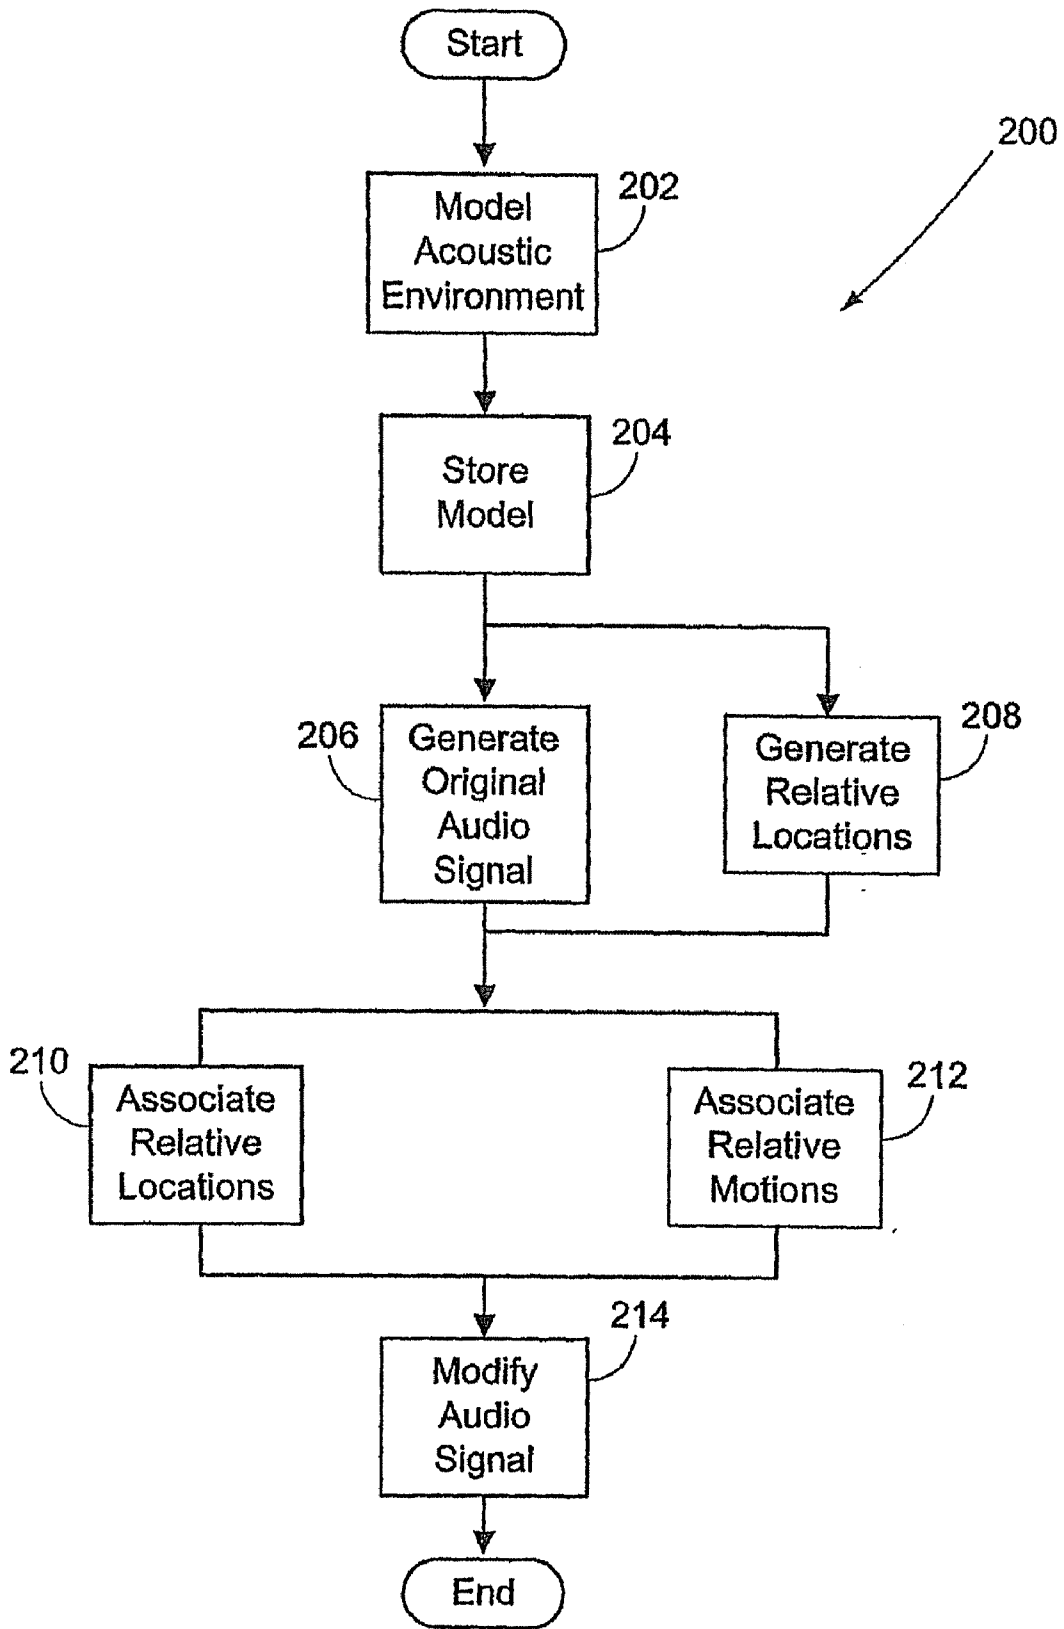 Start
200
202
Model
Acoustic
Environment
204
Store
Model
206
Generate
Original
Audio
Signal
208
Generate
Relative
Locations
210
Associate
Relative
Locations
212
Associate
Relative
Motions
214
Modify
Audio
Signal
End